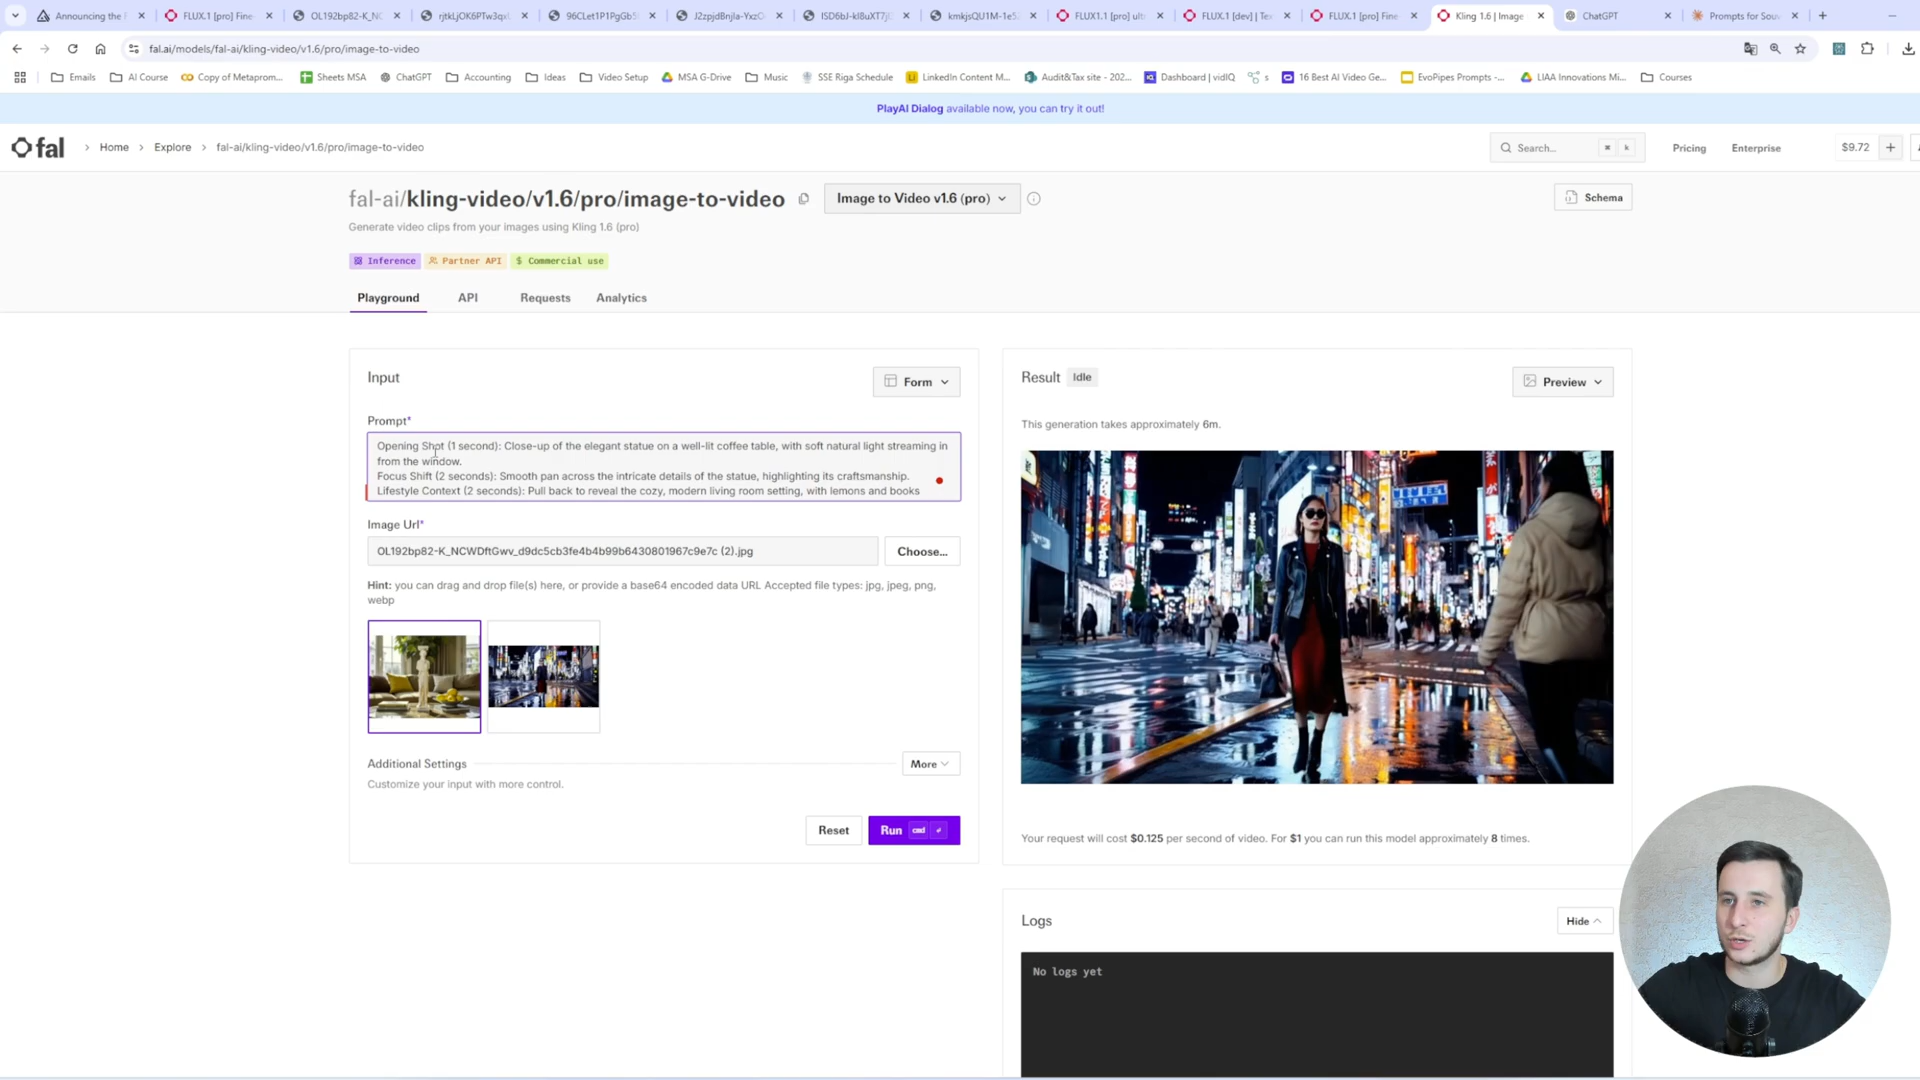 Announcing the F
FLUX.1 [pro] Fine
OL192bp82-K_NC
rjtkLjOK6PTw3qxl
96CLet1P1PgGb5
J2zpjdBnjIa-YxzC
ISD6bJ-kI8uXT7jE
kmkjsQU1M-1e5
FLUX1.1 [pro] ult
FLUX.1 [dev] | Tex
FLUX.1 [pro] Fine
Kling 1.6 | Image
ChatGPT
Prompts for Souv
fal.ai/models/fal-ai/kling-video/v1.6/pro/image-to-video
Emails
AI Course
Copy of Metaprom...
Sheets MSA
ChatGPT
Accounting
Ideas
Video Setup
MSA G-Drive
Music
SSE Riga Schedule
LinkedIn Content M...
Audit&Tax site - 202...
Dashboard | vidIQ
s
16 Best AI Video Ge...
EvoPipes Prompts -...
LIAA Innovations Mi...
Courses
PlayAI Dialog available now, you can try it out!
fal
Home
Explore
fal-ai/kling-video/v1.6/pro/image-to-video
Search...
⌘ k
Pricing
Enterprise
$9.72
+
fal-ai/kling-video/v1.6/pro/image-to-video
Image to Video v1.6 (pro)
Schema
Generate video clips from your images using Kling 1.6 (pro)
Inference
Partner API
$ Commercial use
Playground
API
Requests
Analytics
Input
Form
Prompt*
Opening Shot (1 second): Close-up of the elegant statue on a well-lit coffee table, with soft natural light streaming in
from the window.
Focus Shift (2 seconds): Smooth pan across the intricate details of the statue, highlighting its craftsmanship.
Lifestyle Context (2 seconds): Pull back to reveal the cozy, modern living room setting, with lemons and books
Image Url*
OL192bp82-K_NCWDftGwv_d9dc5cb3fe4b4b99b6430801967c9e7c (2).jpg
Choose...
Hint: you can drag and drop file(s) here, or provide a base64 encoded data URL Accepted file types: jpg, jpeg, png,
webp
Additional Settings
More
Customize your input with more control.
Reset
Run cmd
Result
Idle
Preview
This generation takes approximately 6m.
Your request will cost $0.125 per second of video. For $1 you can run this model approximately 8 times.
Logs
Hide
No logs yet